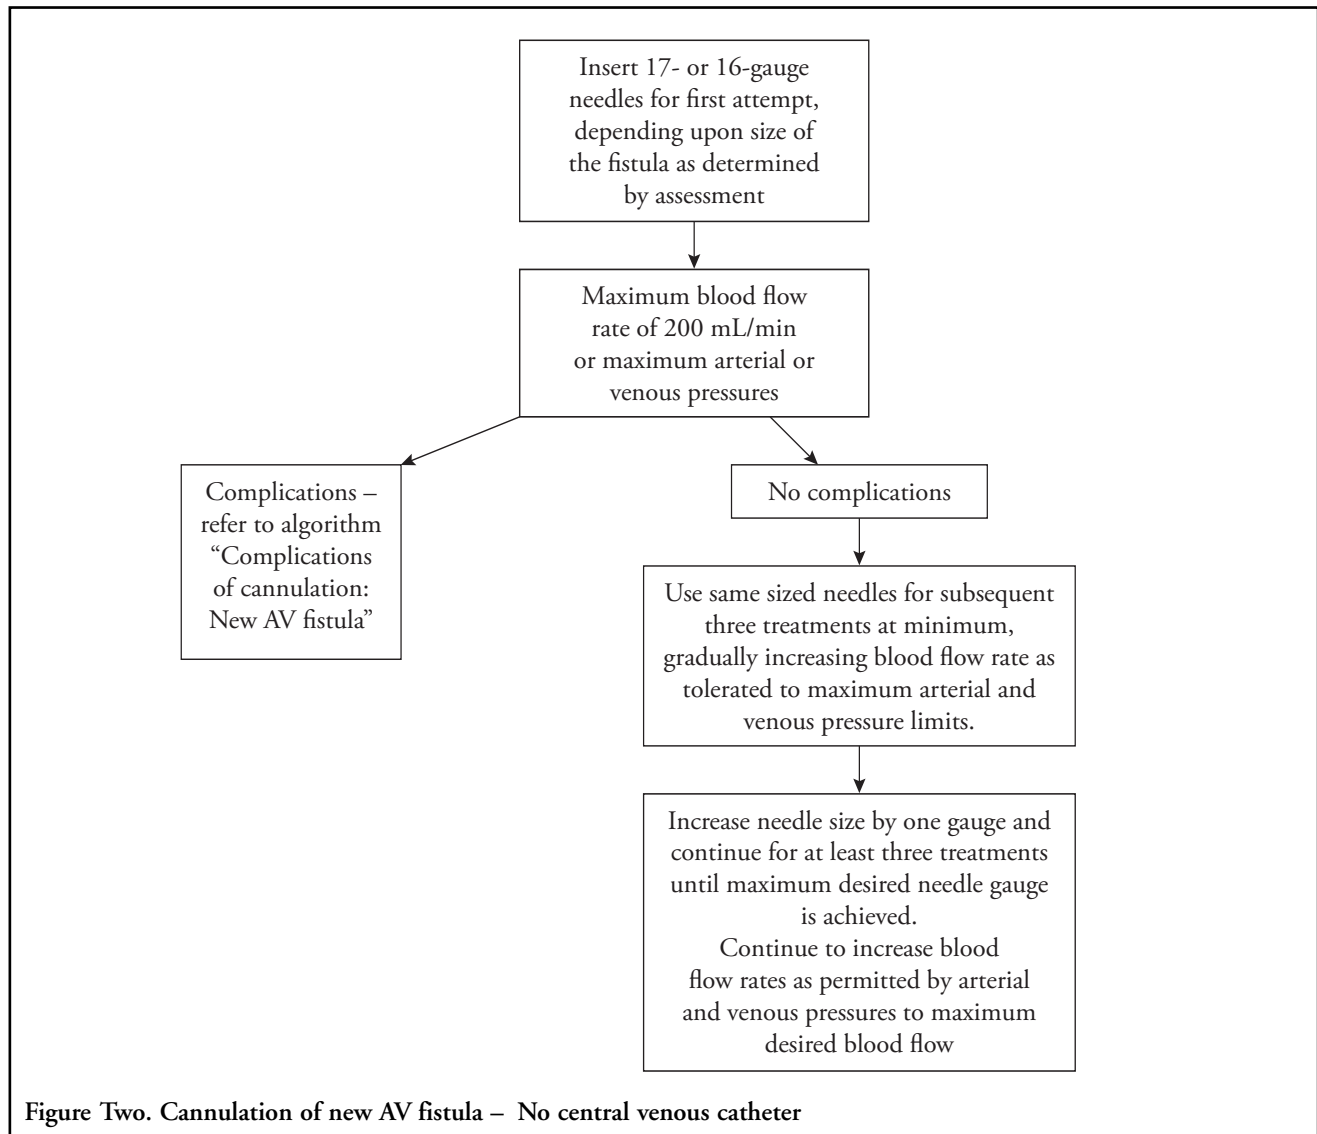 Insert 17- or 16-gauge
needles for first attempt,
depending upon size of
the fistula as determined
by assessment
Maximum blood flow
rate of 200 mL/min
or maximum arterial or
venous pressures
Complications –
refer to algorithm
“Complications
of cannulation:
New AV fistula”
No complications
Use same sized needles for subsequent
three treatments at minimum,
gradually increasing blood flow rate as
tolerated to maximum arterial and
venous pressure limits.
Increase needle size by one gauge and
continue for at least three treatments
until maximum desired needle gauge
is achieved.
Continue to increase blood
flow rates as permitted by arterial
and venous pressures to maximum
desired blood flow
Figure Two. Cannulation of new AV fistula – No central venous catheter